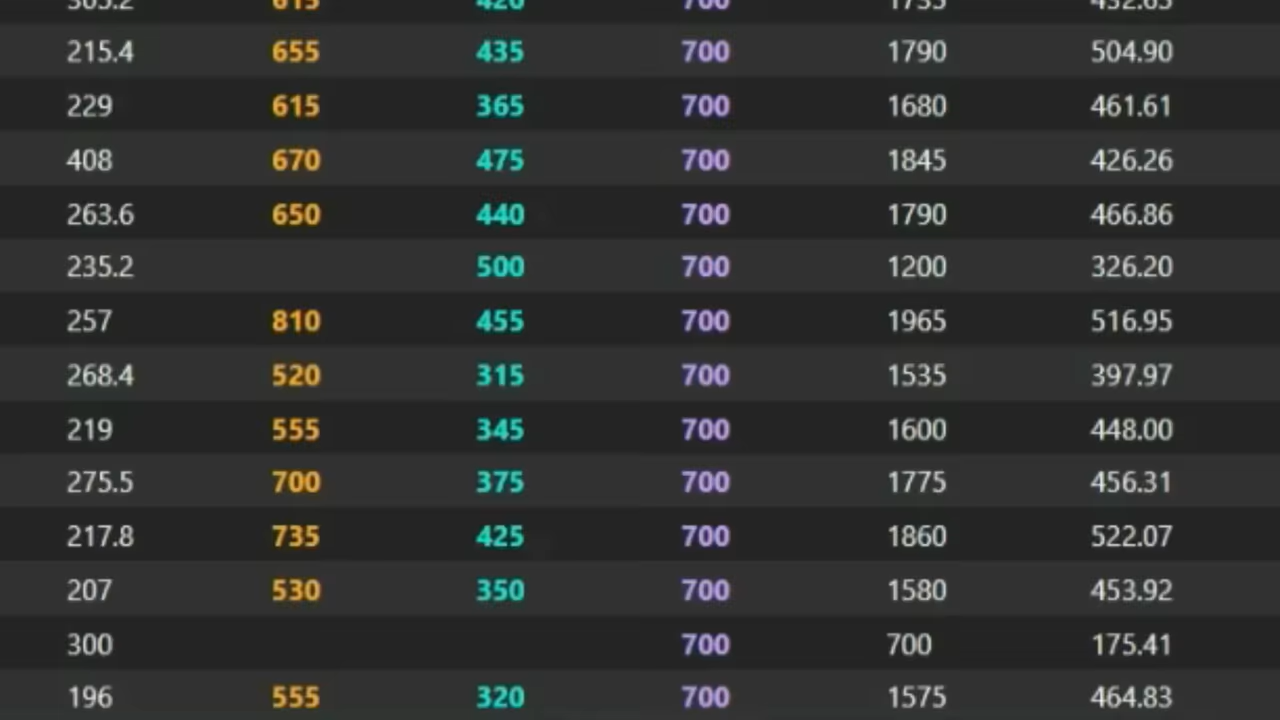 215.4 655 435 700 1790 504.90
229 615 365 700 1680 461.61
408 670 475 700 1845 426.26
263.6 650 440 700 1790 466.86
235.2 500 700 1200 326.20
257 810 455 700 1965 516.95
268.4 520 315 700 1535 397.97
219 555 345 700 1600 448.00
275.5 700 375 700 1775 456.31
217.8 735 425 700 1860 522.07
207 530 350 700 1580 453.92
300 700 700 175.41
196 555 320 700 1575 464.83